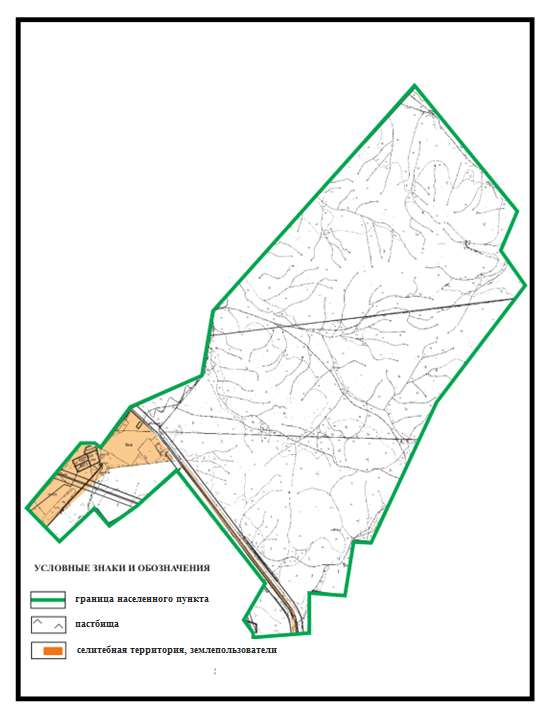 УСЛОВНЫЕ ЗНАКИ И ОБОЗНАЧЕНИЯ
граница населенного пункта
пастбища
селитебная территория, землепользователи